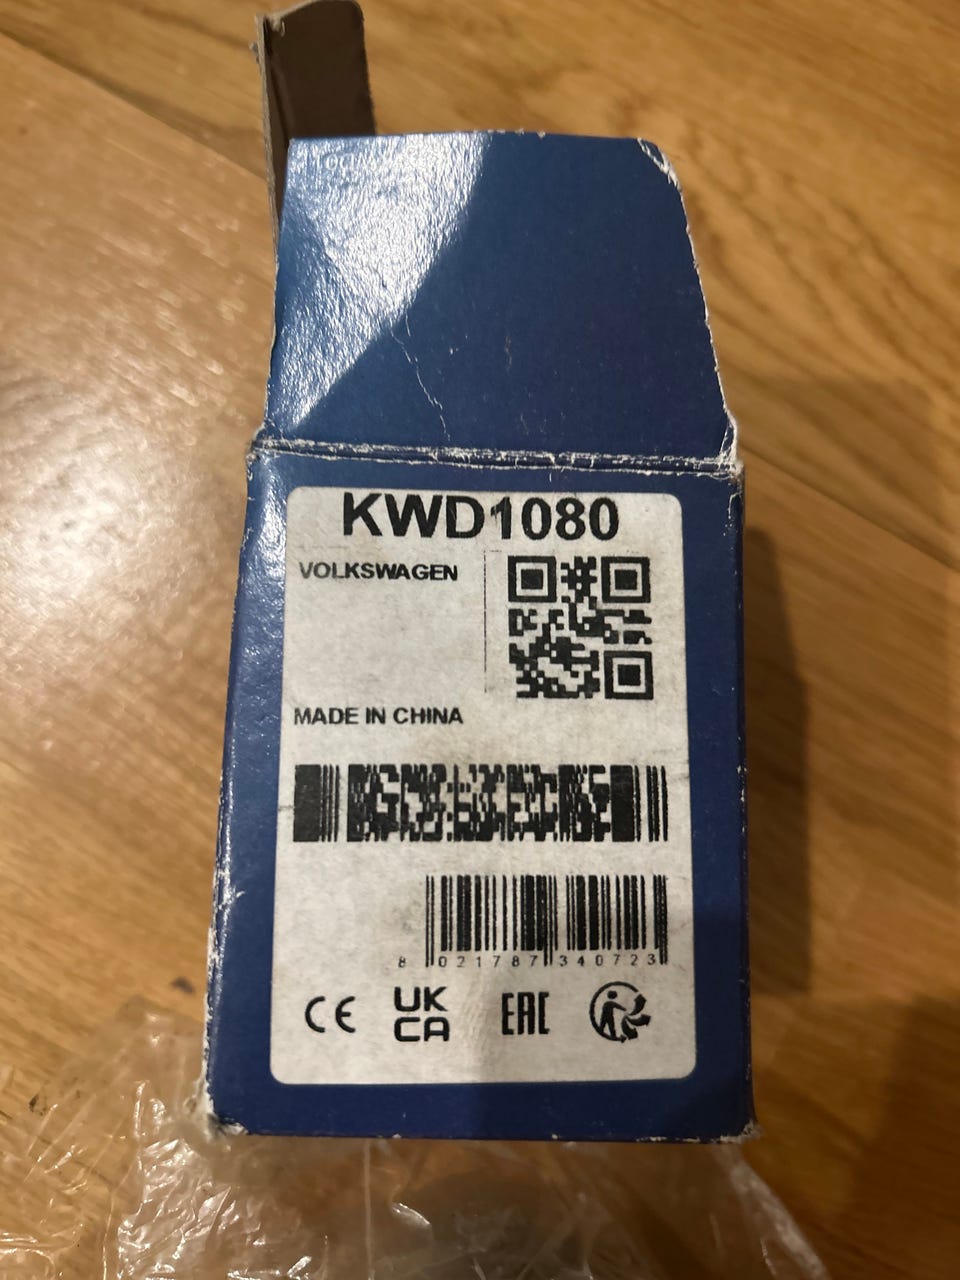 KWD1080
VOLKSWAGEN
MADE IN CHINA
8 021787 340723
CE
UK
CA
EAC